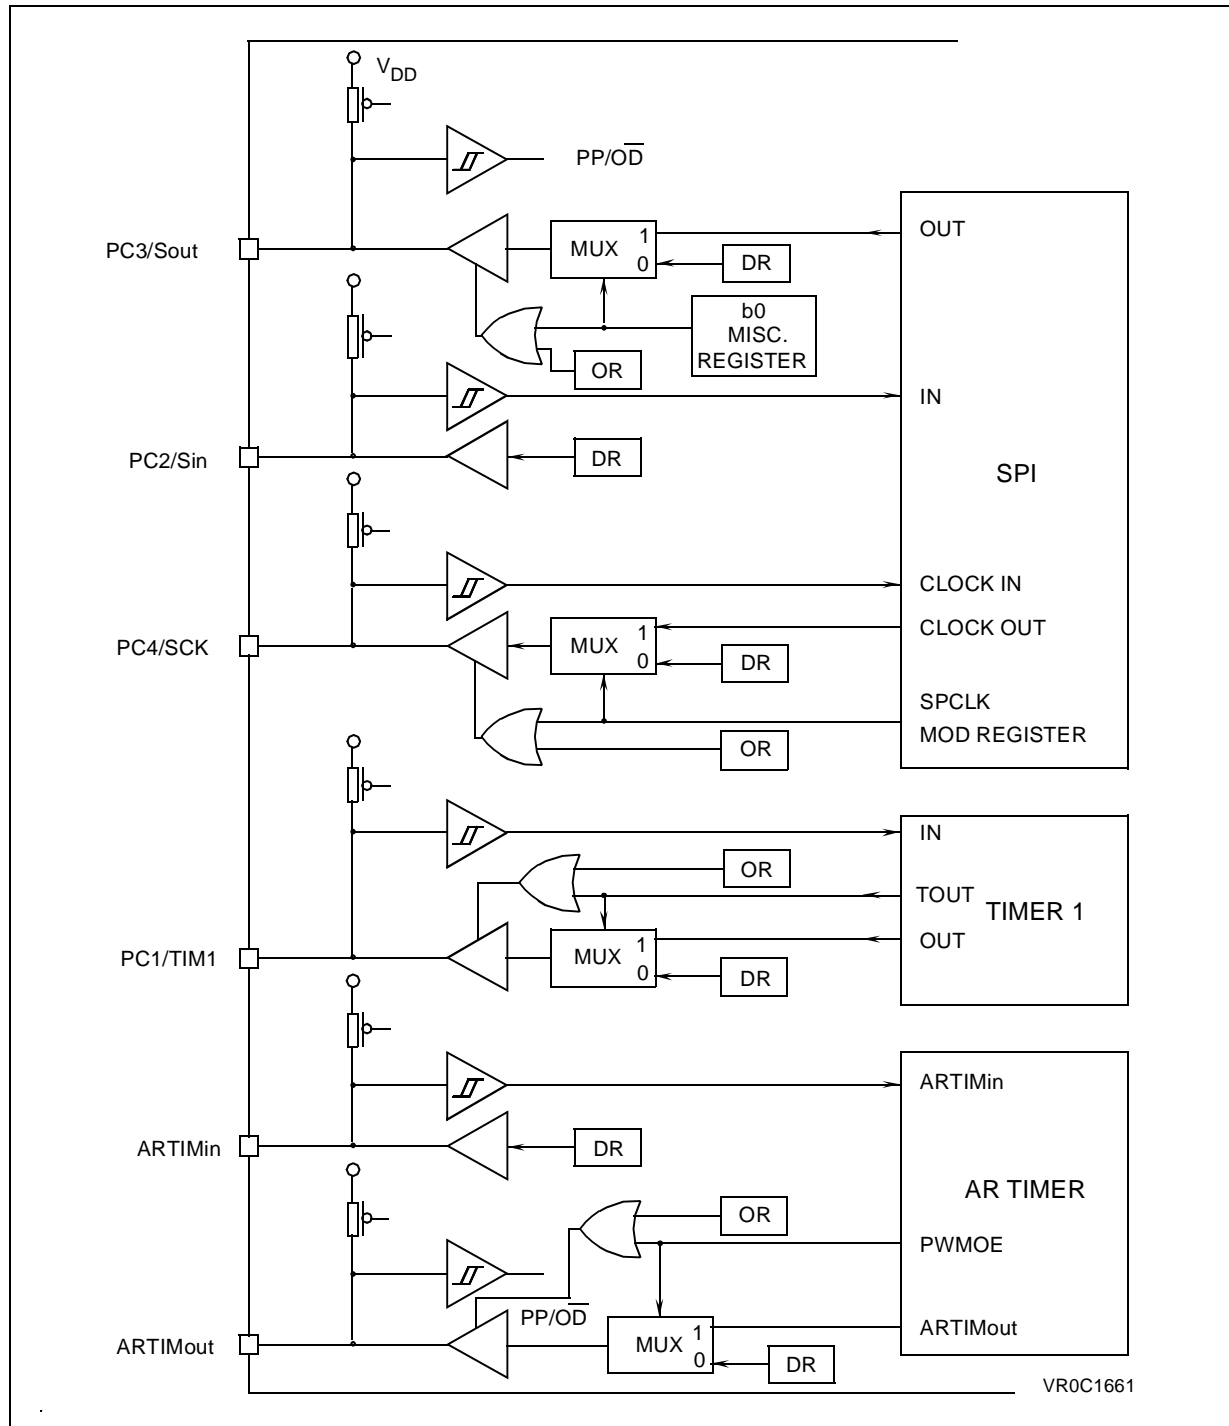 VDD
PP/OD
PC3/Sout
MUX
1
0
OUT
DR
b0
MISC.
REGISTER
OR
IN
PC2/Sin
DR
SPI
CLOCK IN
CLOCK OUT
PC4/SCK
MUX
1
0
DR
SPCLK
MOD REGISTER
OR
IN
OR
TOUT
TIMER 1
OUT
PC1/TIM1
MUX
1
0
DR
ARTIMin
ARTIMin
DR
AR TIMER
OR
PWMOE
PP/OD
ARTIMout
MUX
1
0
ARTIMout
DR
VR0C1661